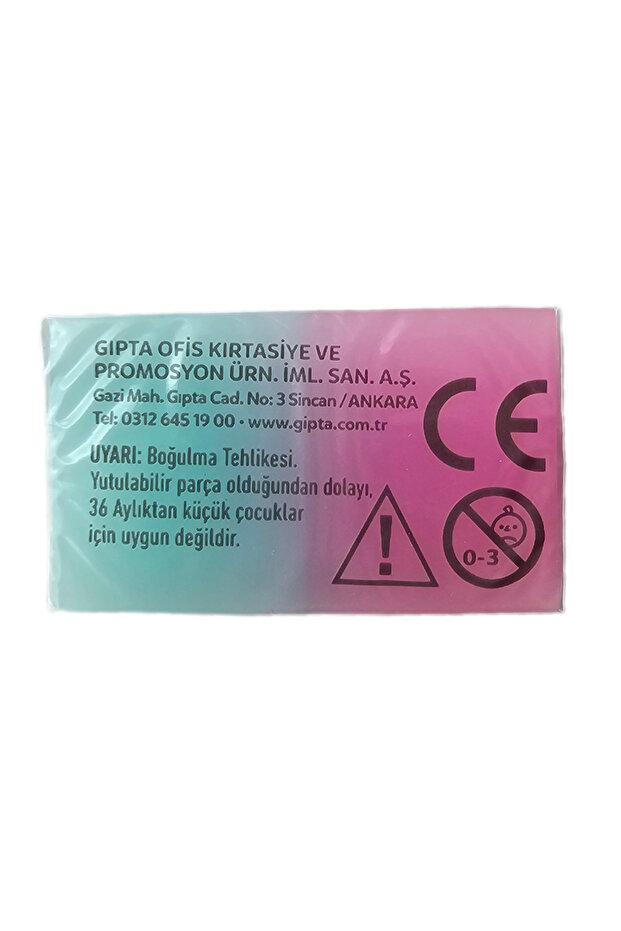 GIPTA OFİS KIRTASİYE VE
PROMOSYON ÜRN. İML. SAN. A.Ş.
Gazi Mah. Gıpta Cad. No: 3 Sincan / ANKARA
Tel: 0312 645 19 00 • www.gipta.com.tr
UYARI: Boğulma Tehlikesi.
Yutulabilir parça olduğundan dolayı,
36 Aylıktan küçük çocuklar
için uygun değildir.
CE
!
0-3